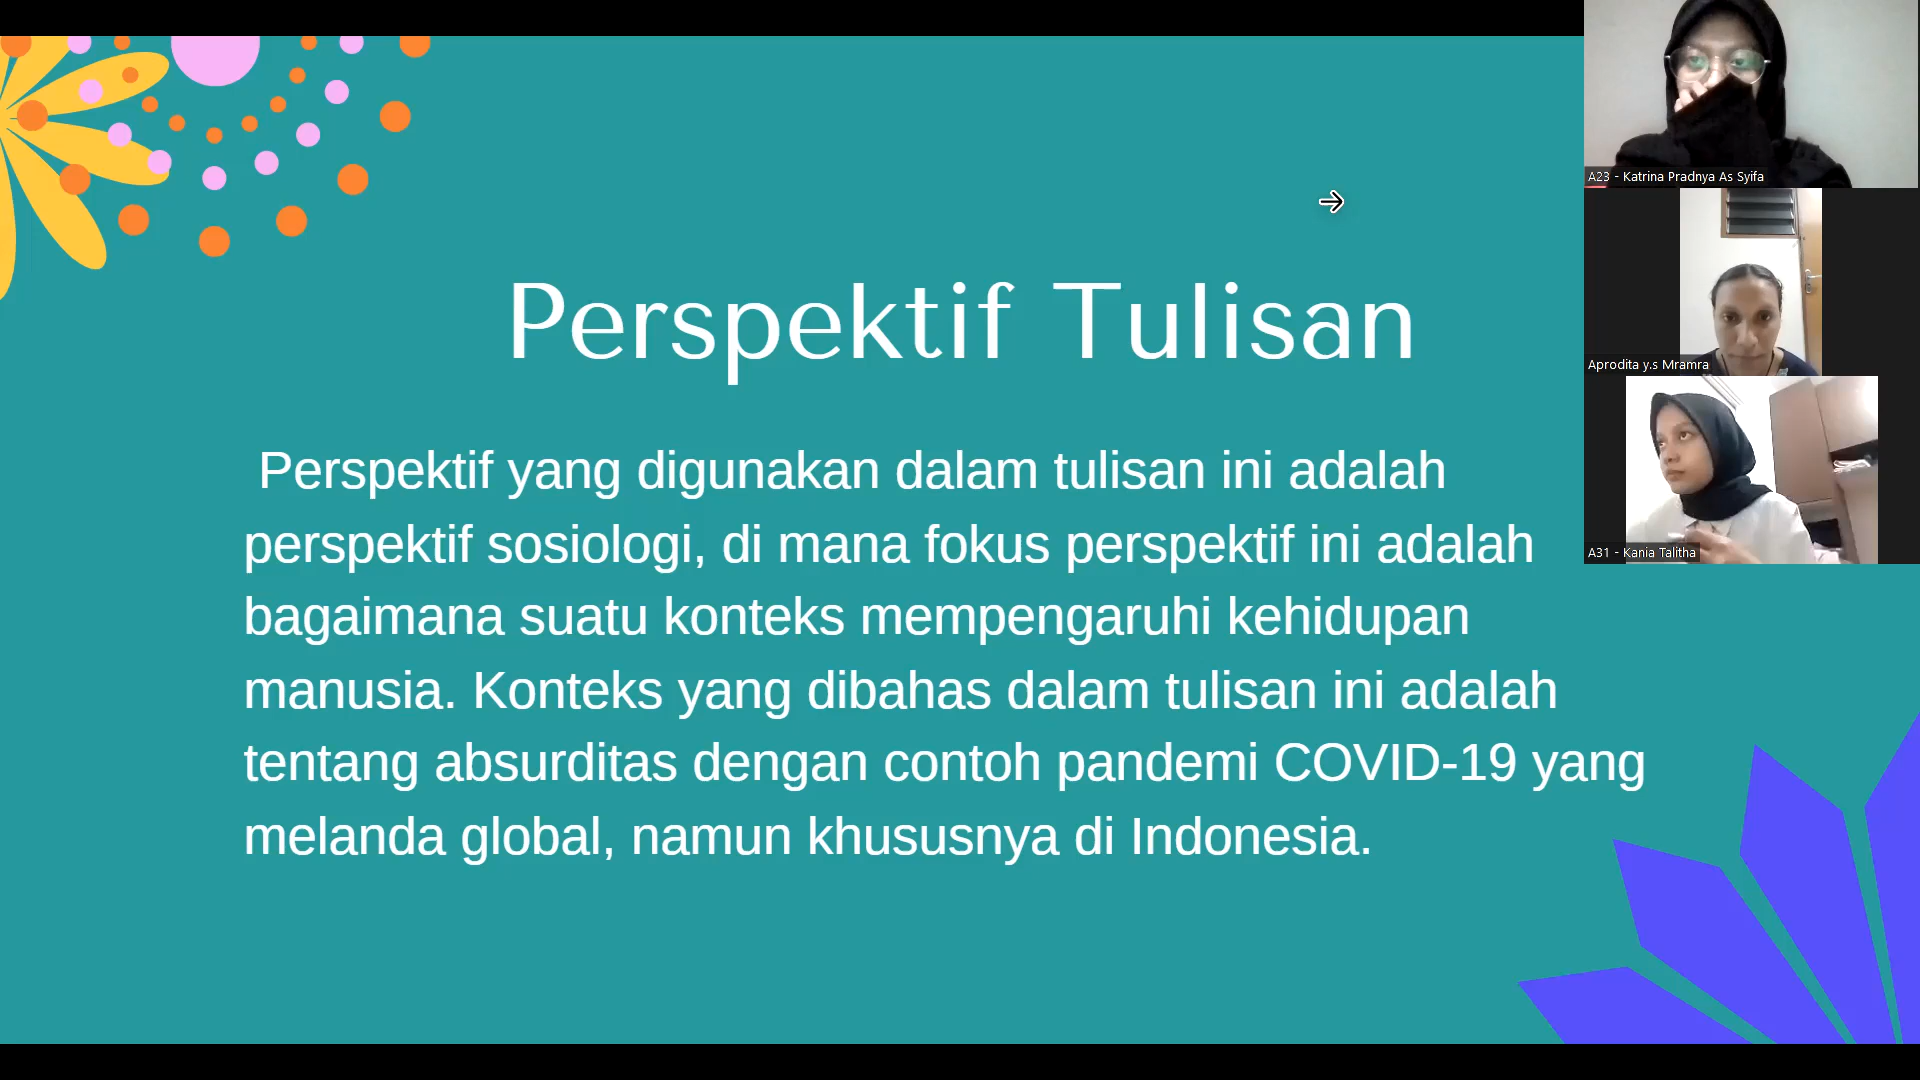 Perspektif Tulisan
Perspektif yang digunakan dalam tulisan ini adalah
perspektif sosiologi, di mana fokus perspektif ini adalah
bagaimana suatu konteks mempengaruhi kehidupan
manusia. Konteks yang dibahas dalam tulisan ini adalah
tentang absurditas dengan contoh pandemi COVID-19 yang
melanda global, namun khususnya di Indonesia.
A23 - Katrina Pradnya As Syifa
Aprodita y.s Mramra
A31 - Kania Talitha